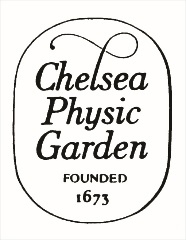 Chelsea
Physic
Garden
FOUNDED
1673